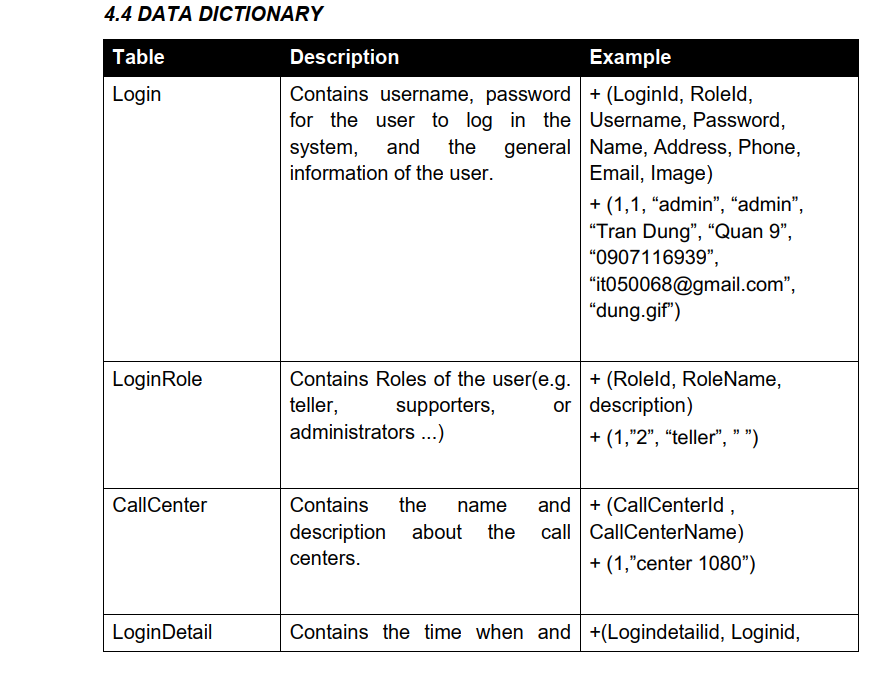 4.4 DATA DICTIONARY
Table Description Example
Login
Contains username, password
for the user to log in the
system, and the general
information of the user.
+ (LoginId, RoleId,
Username, Password,
Name, Address, Phone,
Email, Image)
+ (1,1, “admin”, “admin”,
“Tran Dung”, “Quan 9”,
“0907116939”,
“it050068@gmail.com”,
“dung.gif”)
LoginRole
Contains Roles of the user(e.g.
teller, supporters, or
administrators ...)
+ (RoleId, RoleName,
description)
+ (1,”2”, “teller”, ” ”)
CallCenter
Contains the name and
description about the call
centers.
+ (CallCenterId ,
CallCenterName)
+ (1,”center 1080”)
LoginDetail
Contains the time when and
+(Logindetailid, Loginid,